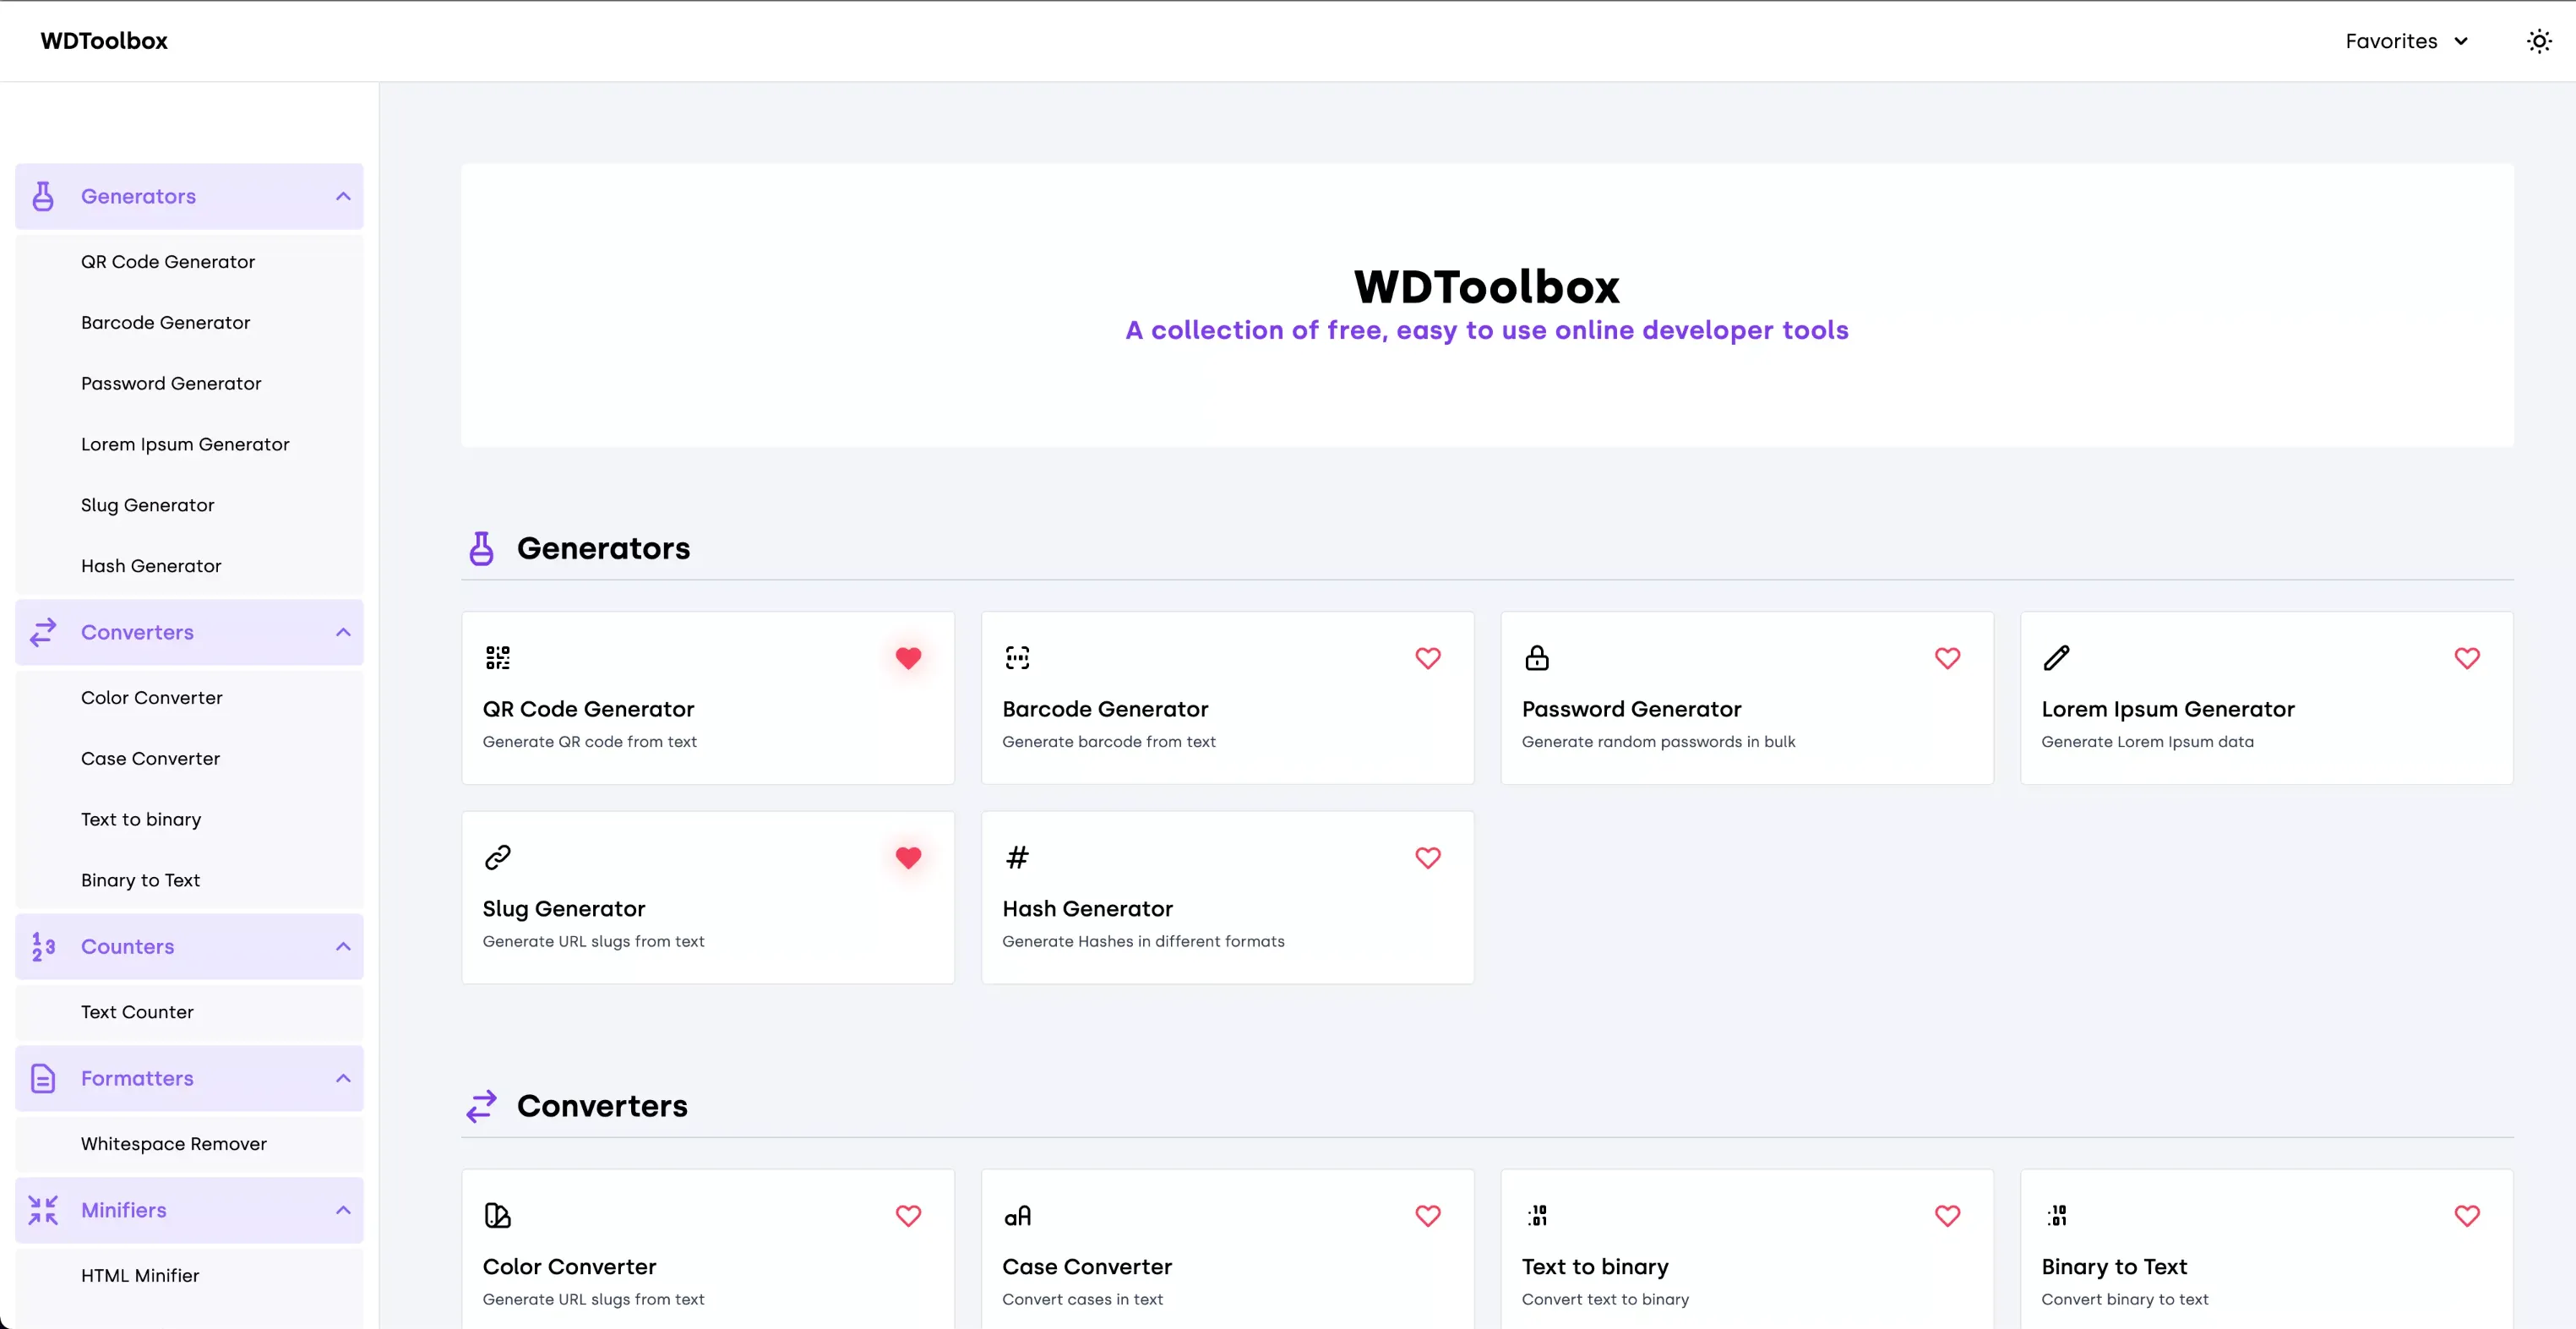 WDToolbox
Favorites
Generators
QR Code Generator
Barcode Generator
Password Generator
Lorem Ipsum Generator
Slug Generator
Hash Generator
Converters
Color Converter
Case Converter
Text to binary
Binary to Text
Counters
Text Counter
Formatters
Whitespace Remover
Minifiers
HTML Minifier
WDToolbox
A collection of free, easy to use online developer tools
Generators
QR Code Generator
Generate QR code from text
Barcode Generator
Generate barcode from text
Password Generator
Generate random passwords in bulk
Lorem Ipsum Generator
Generate Lorem Ipsum data
Slug Generator
Generate URL slugs from text
Hash Generator
Generate Hashes in different formats
Converters
Color Converter
Generate URL slugs from text
Case Converter
Convert cases in text
Text to binary
Convert text to binary
Binary to Text
Convert binary to text